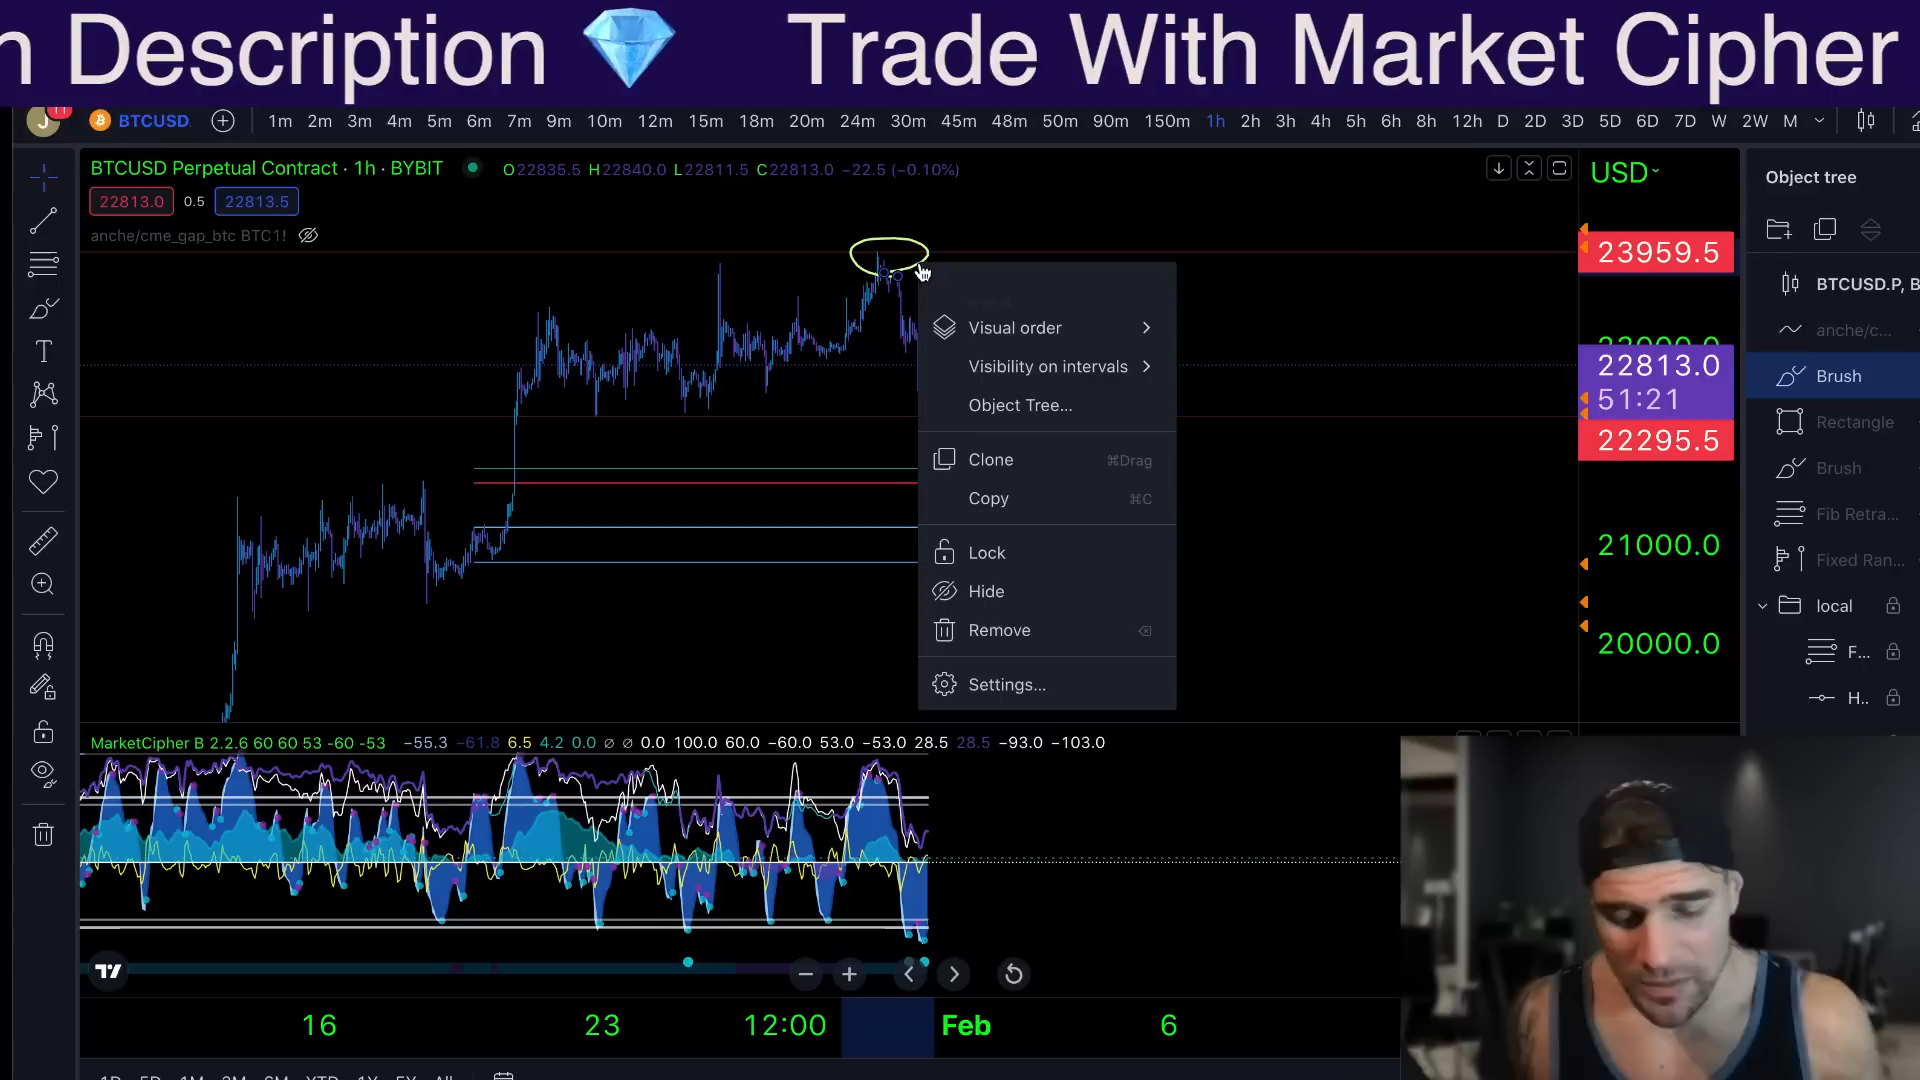 n Description 💎 Trade With Market Cipher
J 11 BTCUSD. 1m 2m 3m 4m 5m 6m 7m 9m 10m 12m 15m 18m 20m 24m 30m 45m 48m 50m 90m 150m 1h 2h 3h 4h 5h 6h 8h 12h D 2D 3D 5D 6D 7D W 2W M
BTCUSD Perpetual Contract · 1h · BYBIT O22835.5 H22840.0 L22811.5 C22813.0 −22.5 (−0.10%)
USD
Object tree
22813.0 0.5 22813.5
anche/cme_gap_btc BTC1!
23959.5
22813.0
51:21
22295.5
21000.0
20000.0
BTCUSD.P, B
anche/c...
Brush
Rectangle
Brush
Fib Retra...
Fixed Ran...
local
F...
H..
Visual order
Visibility on intervals
Object Tree...
Clone ⌘Drag
Copy ⌘C
Lock
Hide
Remove
Settings...
MarketCipher B 2.2.6 60 60 53 -60 -53 −55.3 −61.8 6.5 4.2 0.0 ⌀ ⌀ 0.0 100.0 60.0 −60.0 53.0 −53.0 28.5 28.5 −93.0 −103.0
16 23 12:00 Feb 6